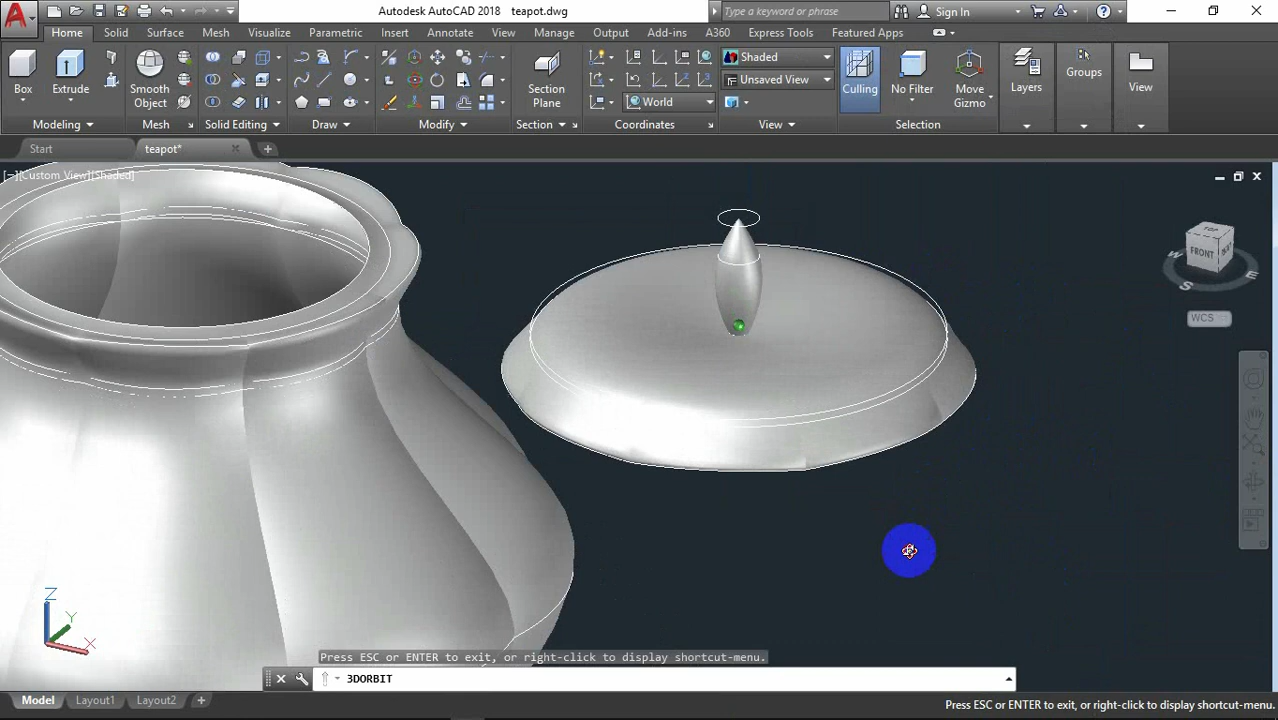 Autodesk AutoCAD 2018 teapot.dwg
Type a keyword or phrase
Sign In
Home Solid Surface Mesh Visualize Parametric Insert Annotate View Manage Output Add-ins A360 Express Tools Featured Apps
Box
Extrude
Smooth
Object
Section
Plane
World
Shaded
Unsaved View
Culling
No Filter
Move
Gizmo
Layers
Groups
View
Modeling
Mesh
Solid Editing
Draw
Modify
Section
Coordinates
View
Selection
Start
teapot*
[−][Custom_View][Shaded]
TOP
FRONT
W
S
E
WCS
Z
Y
X
Press ESC or ENTER to exit, or right-click to display shortcut-menu.
3DORBIT
Model Layout1 Layout2
Press ESC or ENTER to exit, or right-click to display shortcut-menu.